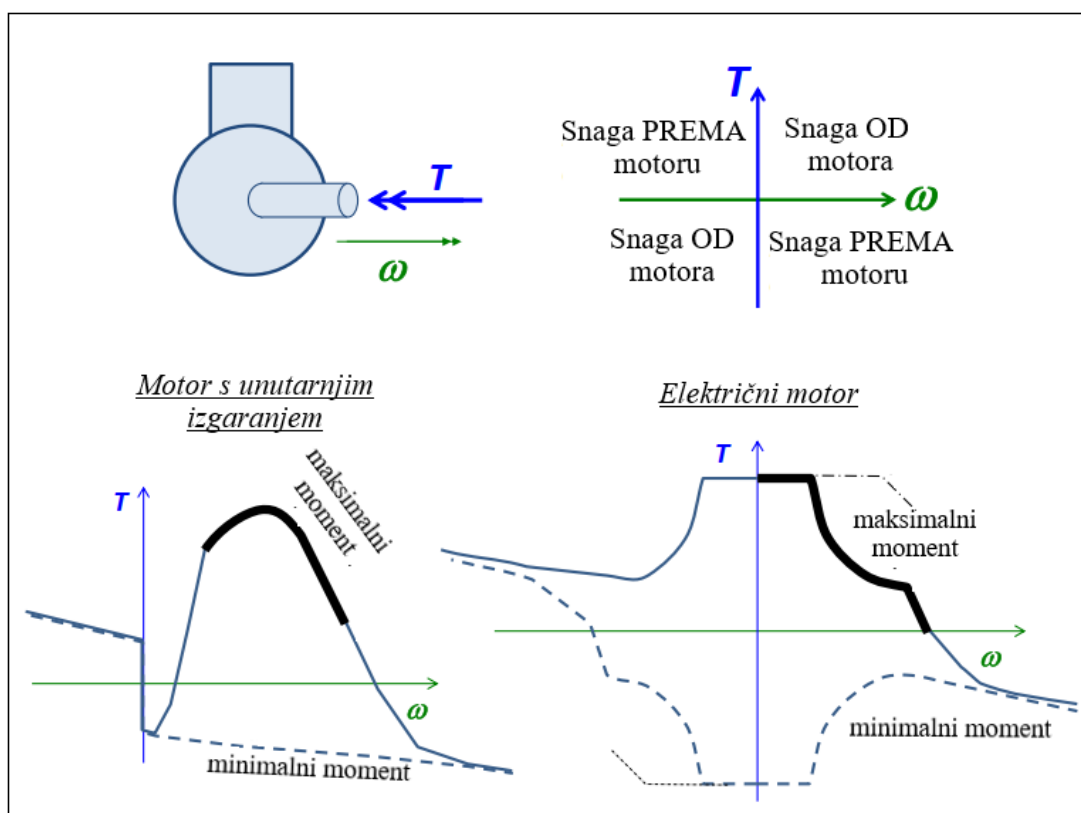 T
ω
T
Snaga PREMA
motoru
Snaga OD
motora
ω
Snaga OD
motora
Snaga PREMA
motoru
Motor s unutarnjim
izgaranjem
T
maksimalni
moment
ω
minimalni moment
Električni motor
T
maksimalni
moment
ω
minimalni moment